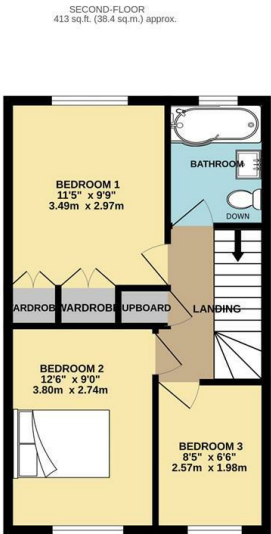 SECOND-FLOOR
413 sq.ft. (38.4 sq.m.) approx.
BATHROOM
BEDROOM 1
11'5" x 9'9"
3.49m x 2.97m
DOWN
ARDROB
WARDROBE
UPBOARD
LANDING
BEDROOM 2
12'6" x 9'0"
3.80m x 2.74m
BEDROOM 3
8'5" x 6'6"
2.57m x 1.98m